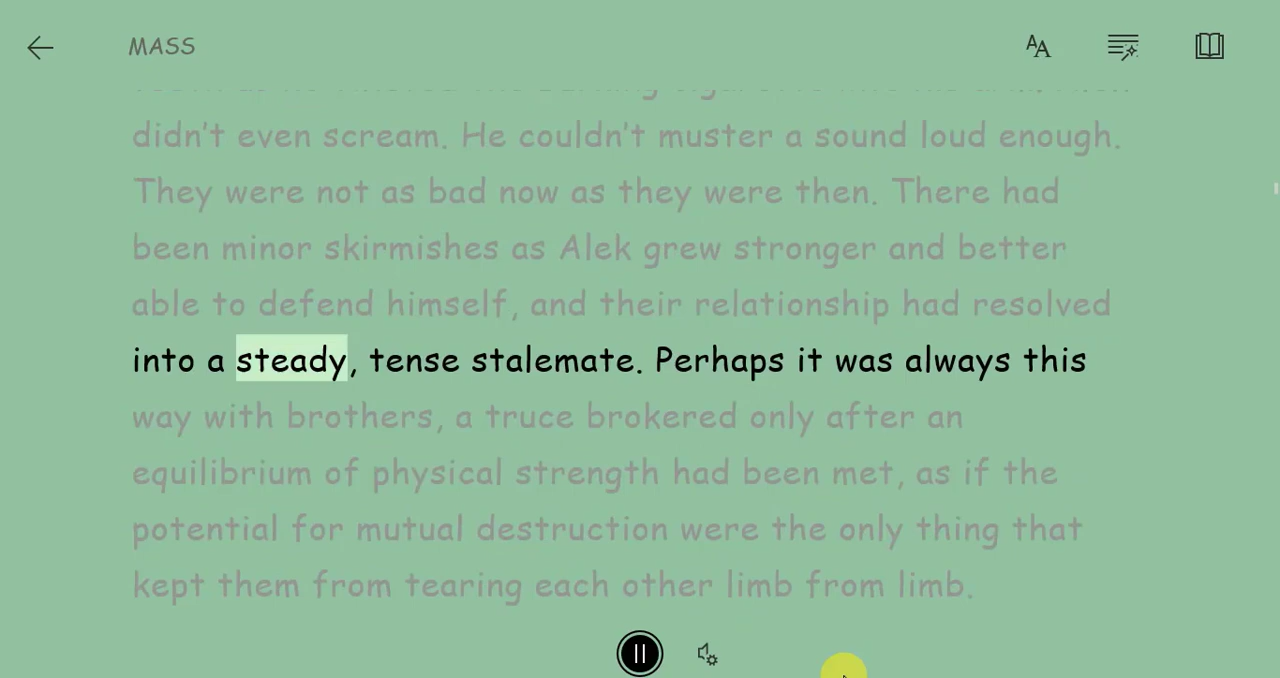 MASS
AA
didn't even scream. He couldn't muster a sound loud enough.
They were not as bad now as they were then. There had
been minor skirmishes as Alek grew stronger and better
able to defend himself, and their relationship had resolved
into a steady, tense stalemate. Perhaps it was always this
way with brothers, a truce brokered only after an
equilibrium of physical strength had been met, as if the
potential for mutual destruction were the only thing that
kept them from tearing each other limb from limb.